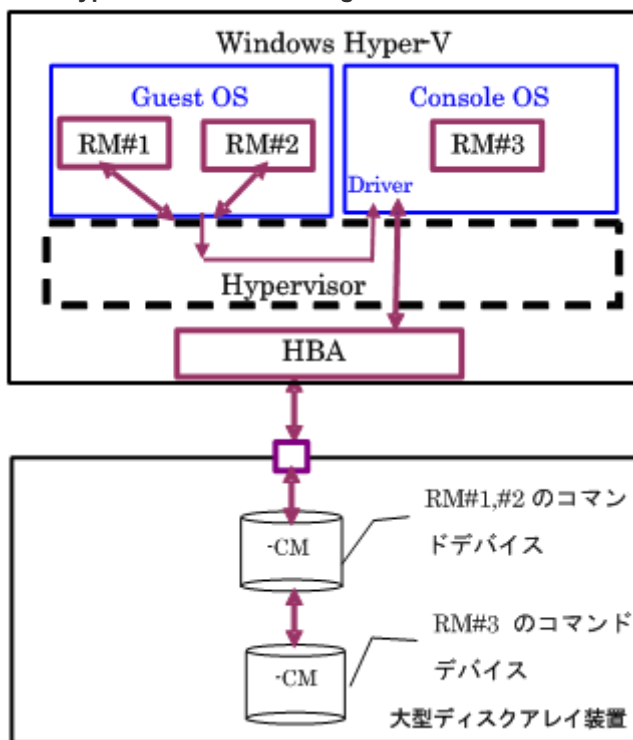 Windows Hyper-V
Guest OS
Console OS
RM#1
RM#2
RM#3
Driver
Hypervisor
HBA
RM#1,#2 のコマン
ドデバイス
-CM
RM#3 のコマンド
デバイス
-CM
大型ディスクアレイ装置